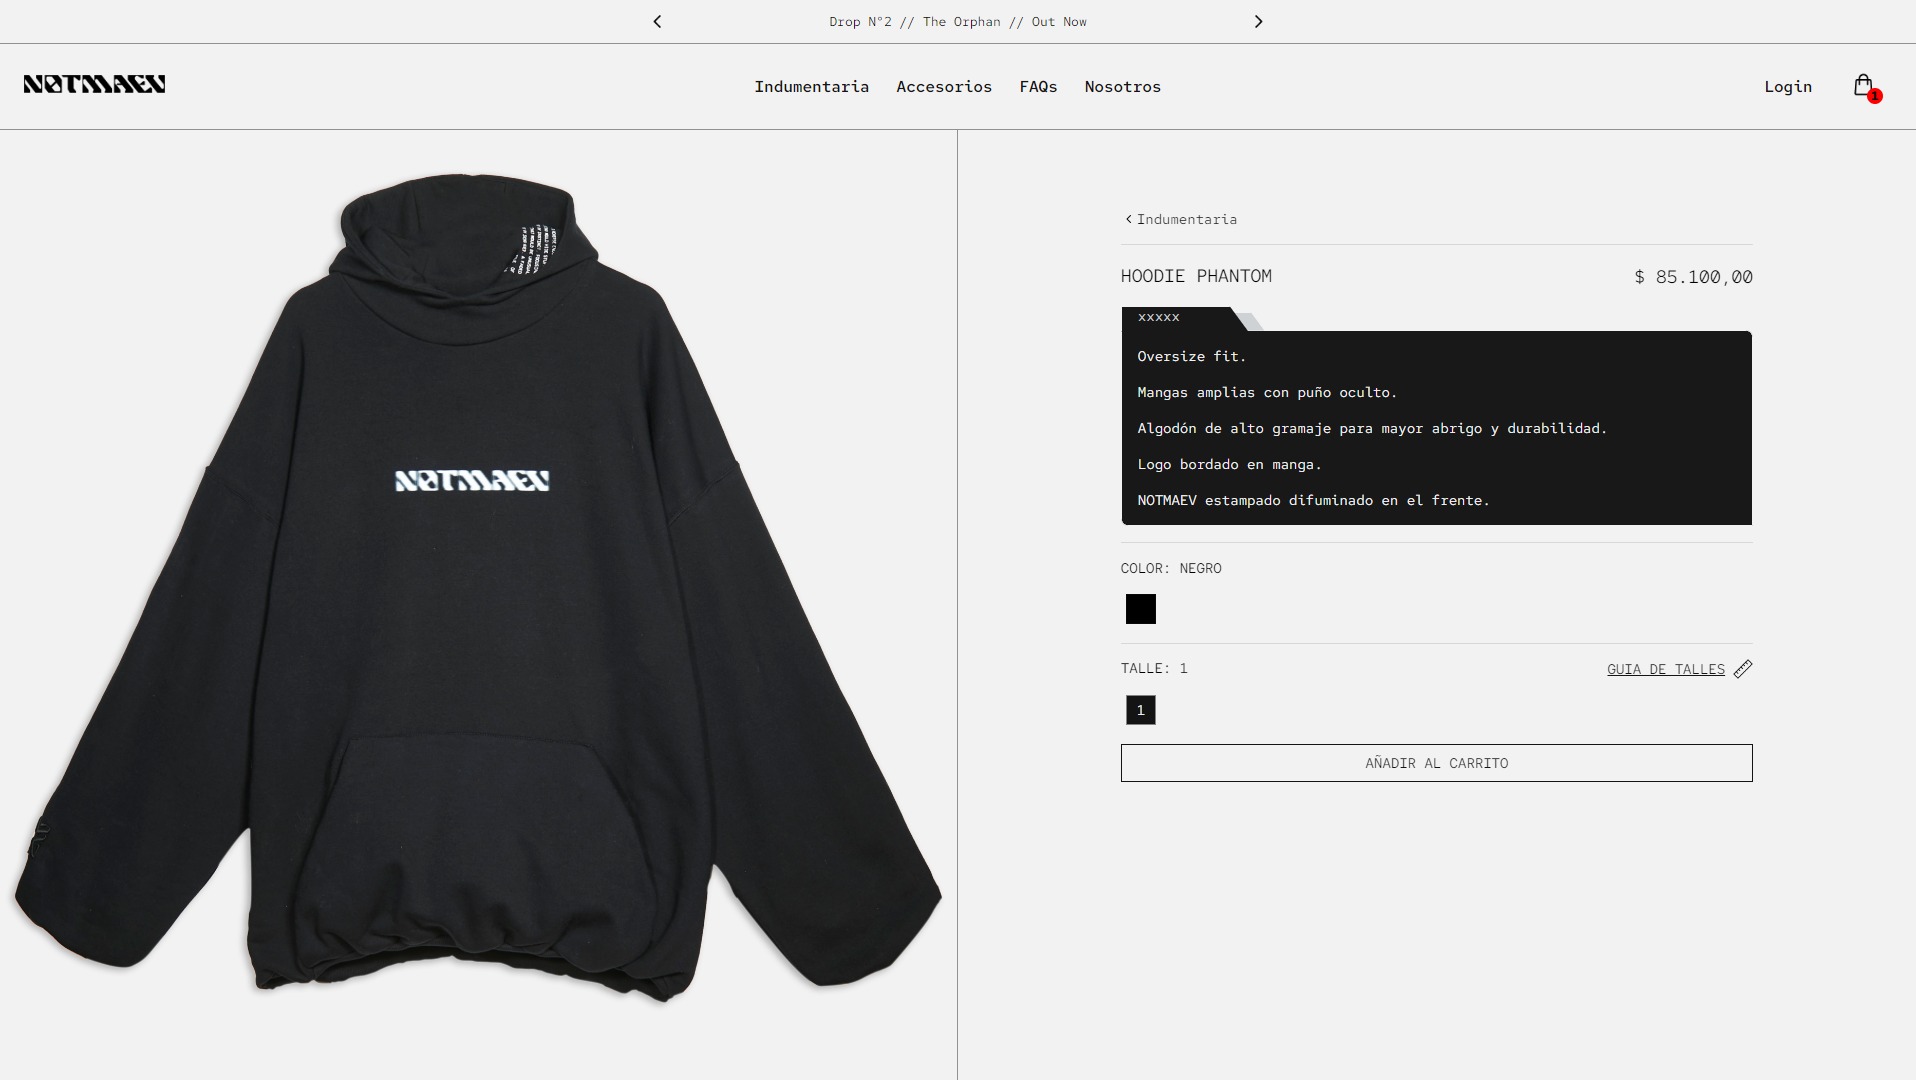 Drop N°2 // The Orphan // Out Now
NOTMAEV
Indumentaria
Accesorios
FAQs
Nosotros
Login
1
NOTMAEV
Indumentaria
HOODIE PHANTOM
$ 85.100,00
xxxxx
Oversize fit.
Mangas amplias con puño oculto.
Algodón de alto gramaje para mayor abrigo y durabilidad.
Logo bordado en manga.
NOTMAEV estampado difuminado en el frente.
COLOR: NEGRO
TALLE: 1
GUIA DE TALLES
1
AÑADIR AL CARRITO